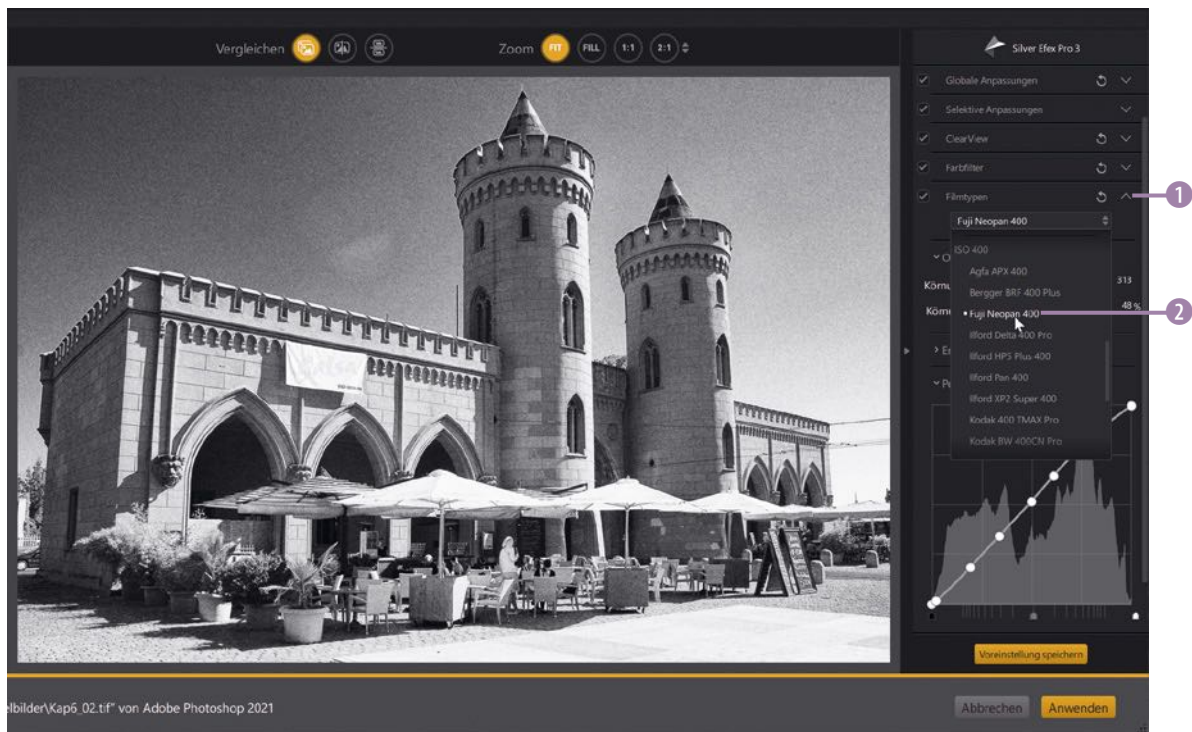 Vergleichen
Zoom FIT FILL 1:1 2:1
Silver Efex Pro 3
Globale Anpassungen
Selektive Anpassungen
ClearView
Farbfilter
Filmtypen
1
Fuji Neopan 400
ISO 400
Agfa APX 400
313
Bergger BRF 400 Plus
48 %
Fuji Neopan 400
2
Ilford Delta 400 Pro
Ilford HP5 Plus 400
Ilford Pan 400
Ilford XP2 Super 400
Kodak 400 TMAX Pro
Kodak BW 400CN Pro
Voreinstellung speichern
elbilder\Kap6_02.tif" von Adobe Photoshop 2021
Abbrechen
Anwenden